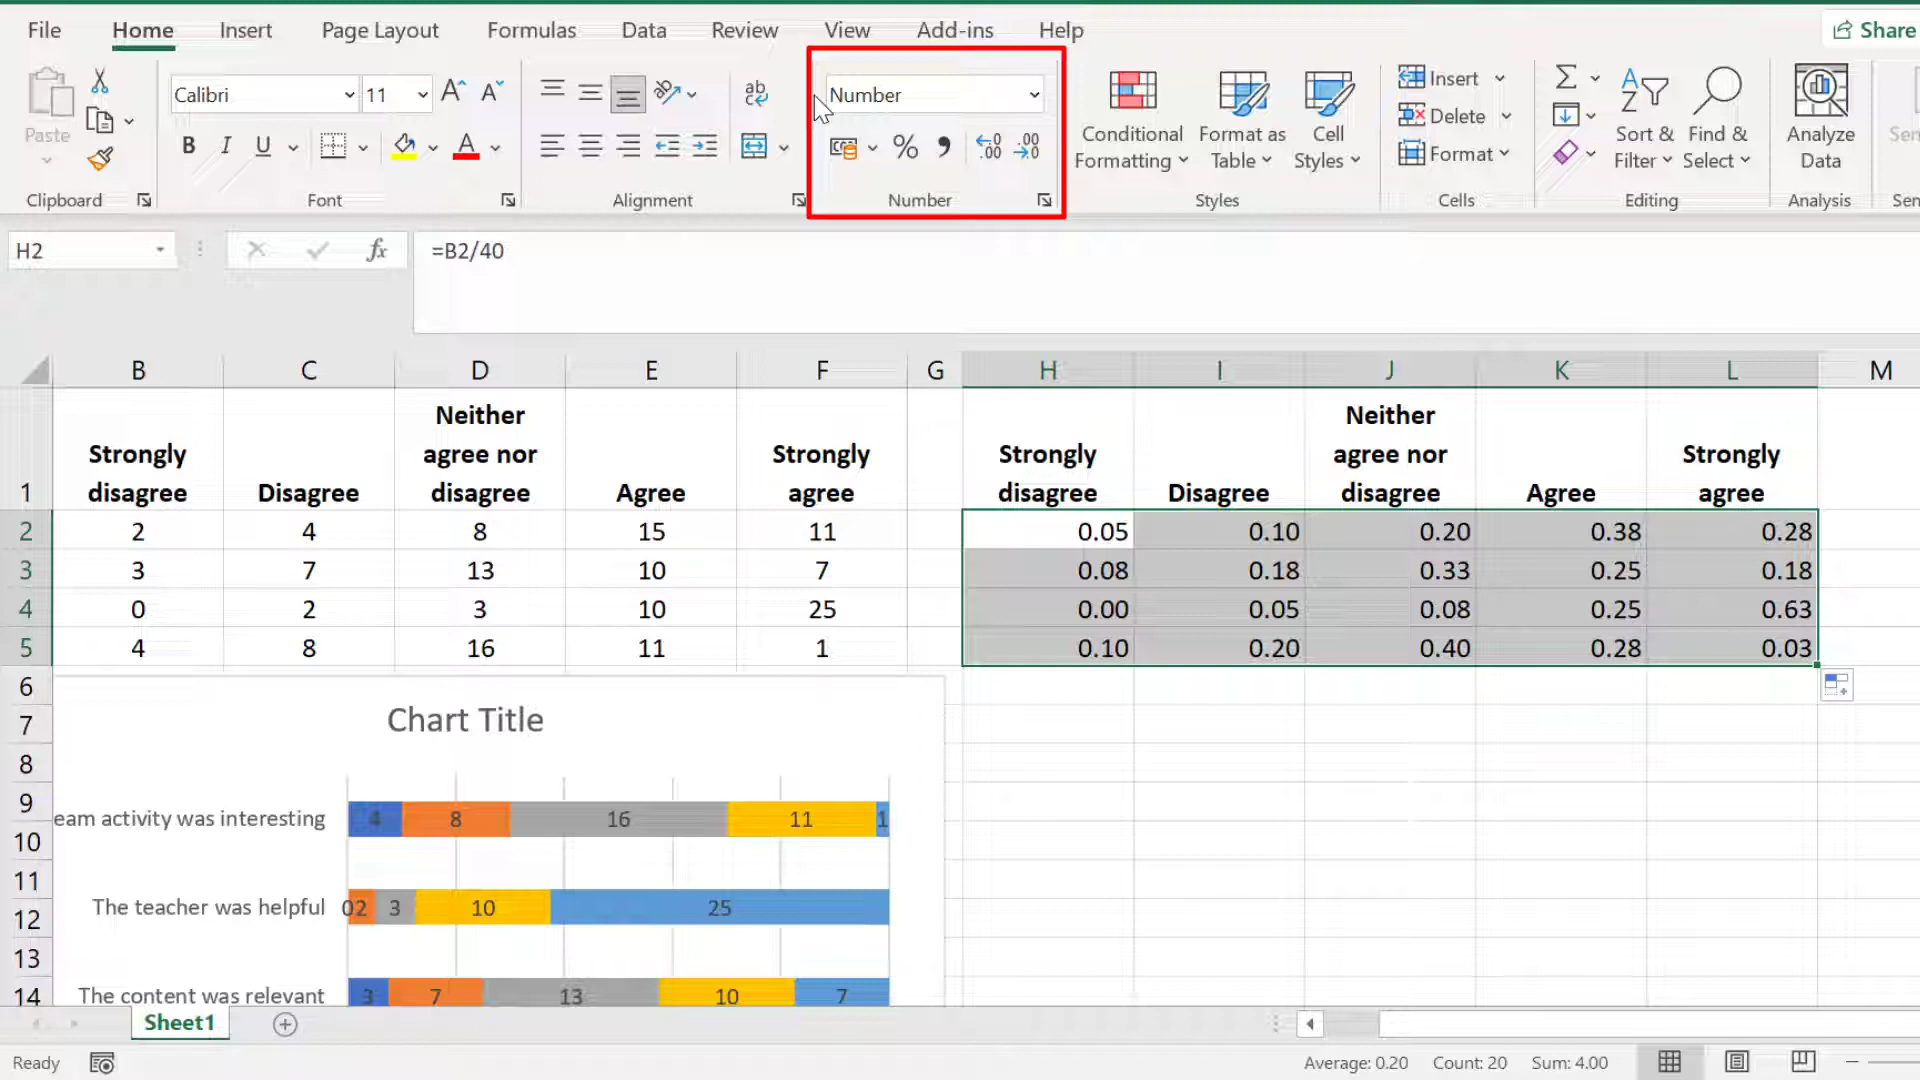 File Home Insert Page Layout Formulas Data Review View Add-ins Help Share
Calibri 11 Number
Paste Conditional Formatting Format as Table Cell Styles Insert Delete Format Sort & Filter Find & Select Analyze Data
B I U A % ,
Clipboard Font Alignment Number Styles Cells Editing Analysis
H2 fx =B2/40
B C D E F G H I J K L M
1 Strongly disagree Disagree Neither agree nor disagree Agree Strongly agree Strongly disagree Disagree Neither agree nor disagree Agree Strongly agree
2 2 4 8 15 11 0.05 0.10 0.20 0.38 0.28
3 3 7 13 10 7 0.08 0.18 0.33 0.25 0.18
4 0 2 3 10 25 0.00 0.05 0.08 0.25 0.63
5 4 8 16 11 1 0.10 0.20 0.40 0.28 0.03
6
7 Chart Title
8
9 eam activity was interesting 4 8 16 11 1
10
11
12 The teacher was helpful 0 2 3 10 25
13
14 The content was relevant 3 7 13 10 7
Sheet1
Ready Average: 0.20 Count: 20 Sum: 4.00